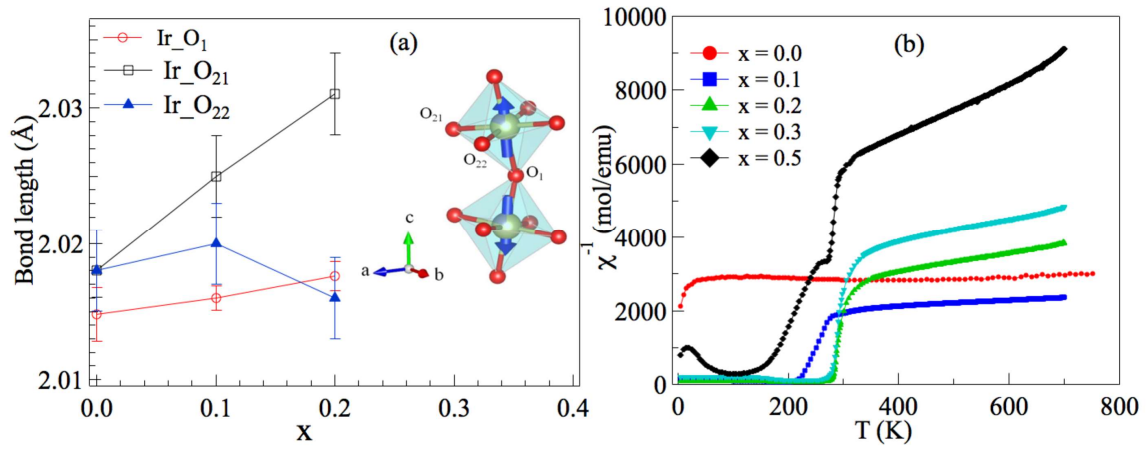 (a)
Ir_O₁
Ir_O₂₁
Ir_O₂₂
2.03
2.02
2.01
Bond length (Å)
0.0 0.1 0.2 0.3 0.4
x
O₂₁
O₂₂
O₁
c
a
b
(b)
x = 0.0
x = 0.1
x = 0.2
x = 0.3
x = 0.5
10000
8000
6000
4000
2000
0
χ⁻¹ (mol/emu)
0 200 400 600 800
T (K)